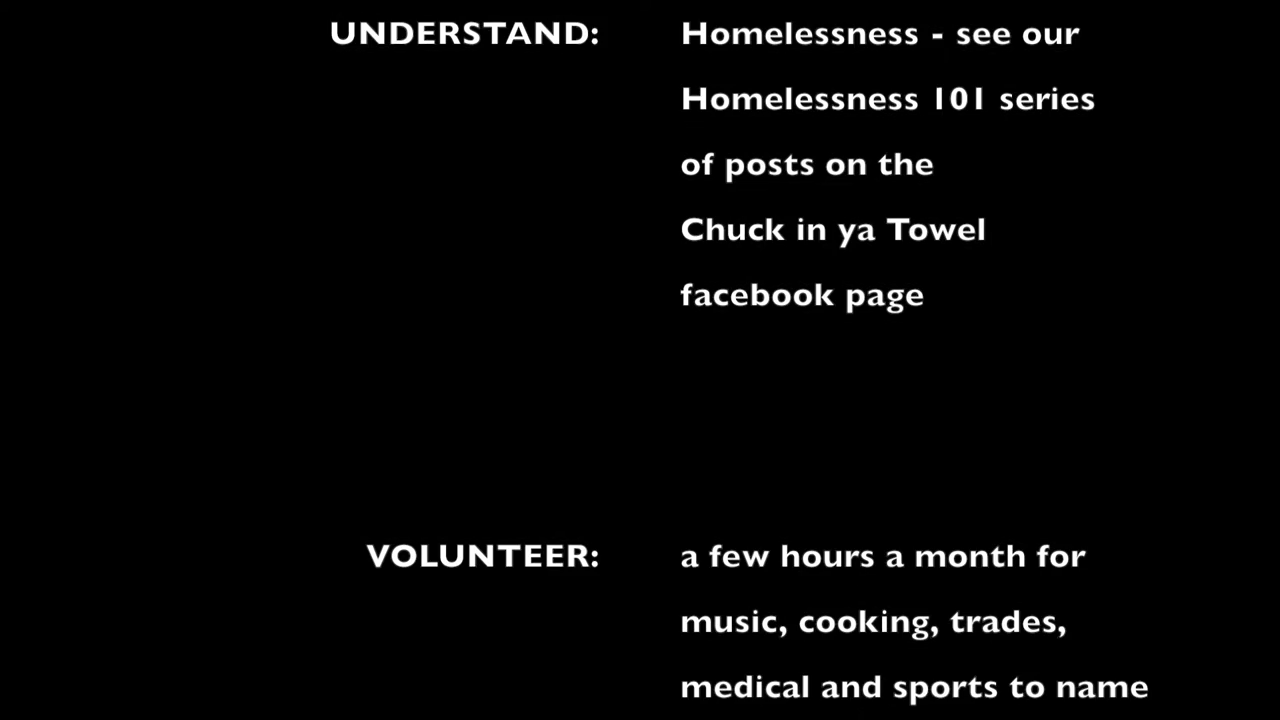 UNDERSTAND: Homelessness - see our
Homelessness 101 series
of posts on the
Chuck in ya Towel
facebook page
VOLUNTEER: a few hours a month for
music, cooking, trades,
medical and sports to name